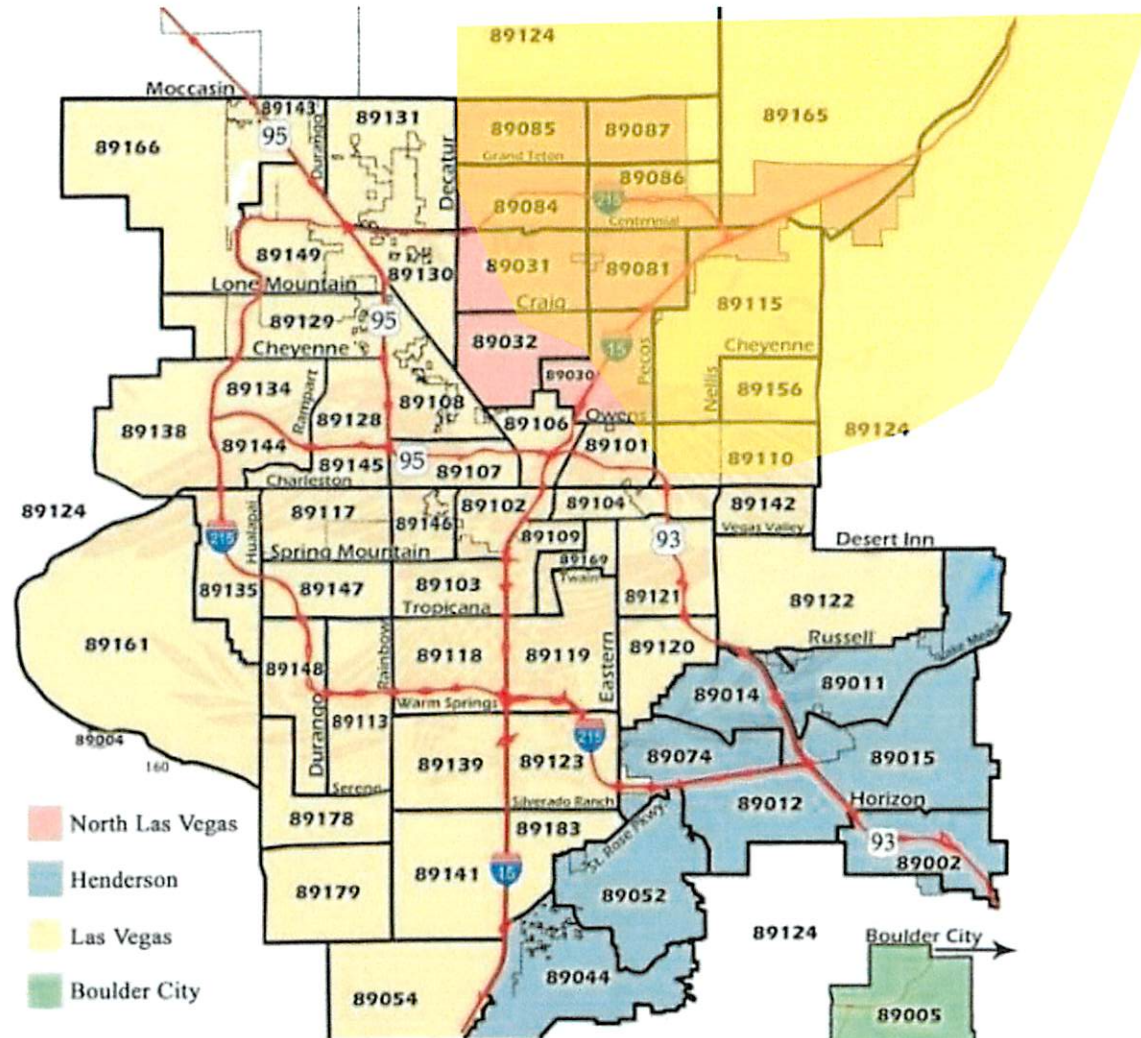 89124
Moccasin
89143
89131
89166
95
Durango
Decatur
89085
89087
89165
Grand Teton
89086
215
89084
Centennial
89149
89130
89031
89081
Lone Mountain
Craig
89115
89129
95
Cheyenne
89032
15
Pecos
Cheyenne
89134
Rampart
89030
Nellis
89156
89138
89128
89108
89106
Owens
89124
89144
89101
89145
95
89107
89110
Charleston
89124
89117
89146
89102
89104
89142
Hualapai
Vegas Valley
215
89109
93
Desert Inn
Spring Mountain
89169
Twain
89135
89147
89103
89121
89122
Tropicana
89161
Rainbow
Eastern
Russell
Lake Mead
89148
89118
89119
89120
89014
89011
Warm Springs
Durango
89113
89004
160
215
89139
89123
89074
89015
Serene
Silverado Ranch
89012
Horizon
North Las Vegas
89178
89183
St. Rose Pkwy.
93
89002
Henderson
89179
89141
15
89052
Las Vegas
89124
Boulder City
89044
Boulder City
89054
89005